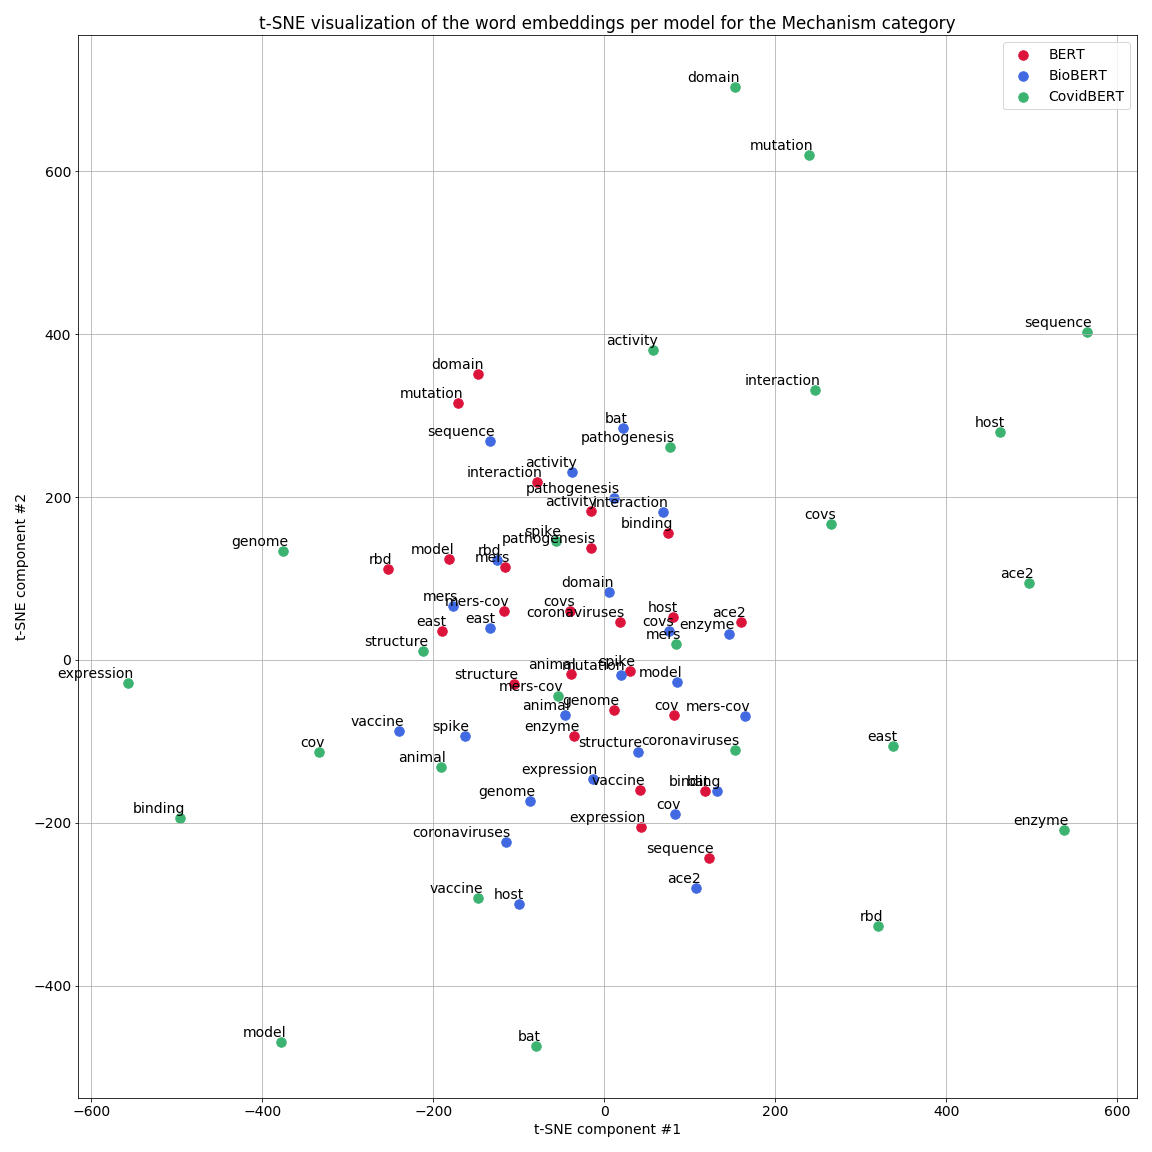 t-SNE visualization of the word embeddings per model for the Mechanism category
BERT
BioBERT
CovidBERT
domain
mutation
sequence
activity
domain
interaction
mutation
bat
host
sequence
pathogenesis
activity
interaction
pathogenesis
activity
interaction
covs
binding
spike
pathogenesis
genome
model
rbd
mers
rbd
ace2
domain
mers
mers-cov
covs
coronaviruses
host
ace2
east
east
covs
enzyme
mers
structure
expression
structure
animal
mutation
spike
model
mers-cov
genome
animal
cov
mers-cov
vaccine
spike
enzyme
cov
structure
coronaviruses
east
animal
expression
vaccine
binding
bat
genome
binding
cov
expression
enzyme
coronaviruses
sequence
ace2
vaccine
host
rbd
model
bat
600
400
200
0
−200
−400
−600
−400
−200
0
200
400
600
t-SNE component #1
t-SNE component #2